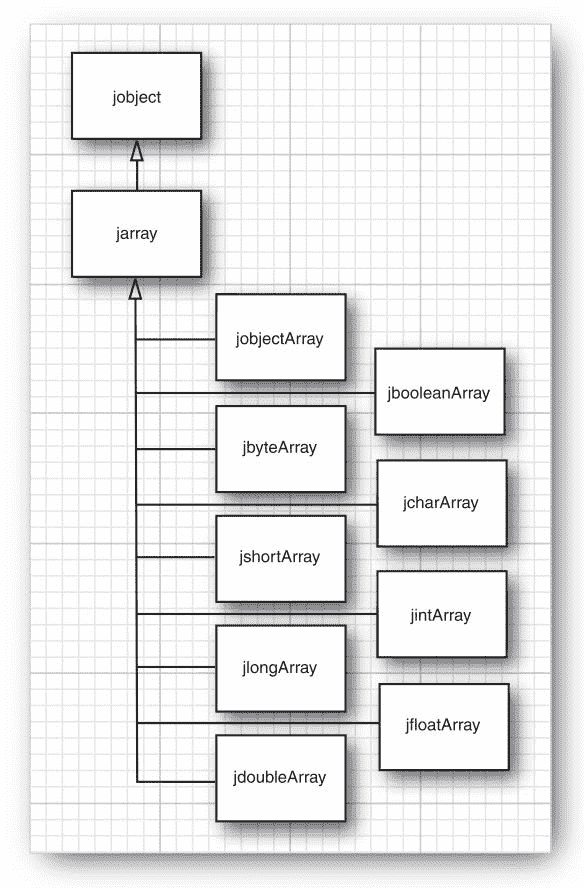 jobject
jarray
jobjectArray
jbooleanArray
jbyteArray
jcharArray
jshortArray
jintArray
jlongArray
jfloatArray
jdoubleArray